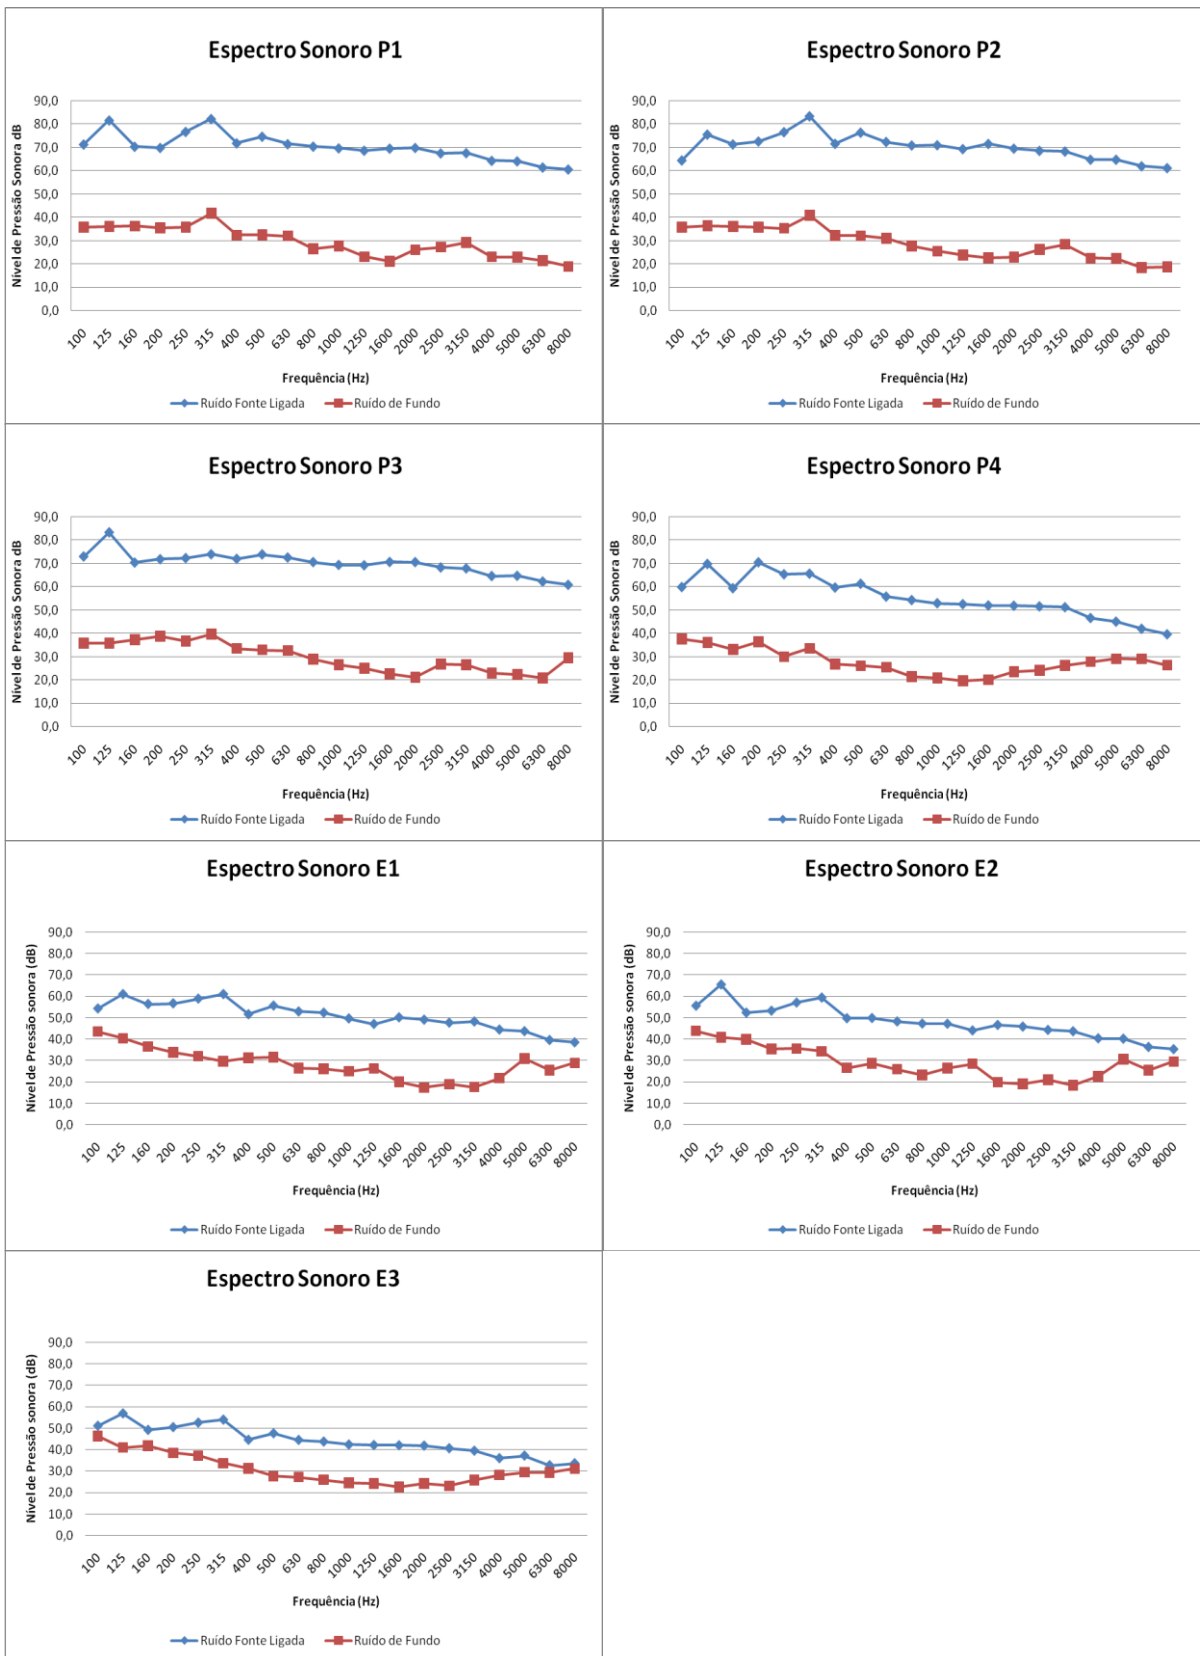 Espectro Sonoro P1
Nível de Pressão Sonora dB
90,0
80,0
70,0
60,0
50,0
40,0
30,0
20,0
10,0
0,0
100 125 160 200 250 315 400 500 630 800 1000 1250 1600 2000 2500 3150 4000 5000 6300 8000
Frequência (Hz)
Ruído Fonte Ligada Ruído de Fundo
Espectro Sonoro P2
Nível de Pressão Sonora dB
90,0
80,0
70,0
60,0
50,0
40,0
30,0
20,0
10,0
0,0
100 125 160 200 250 315 400 500 630 800 1000 1250 1600 2000 2500 3150 4000 5000 6300 8000
Frequência (Hz)
Ruído Fonte Ligada Ruído de Fundo
Espectro Sonoro P3
Nível de Pressão Sonora dB
90,0
80,0
70,0
60,0
50,0
40,0
30,0
20,0
10,0
0,0
100 125 160 200 250 315 400 500 630 800 1000 1250 1600 2000 2500 3150 4000 5000 6300 8000
Frequência (Hz)
Ruído Fonte Ligada Ruído de Fundo
Espectro Sonoro P4
Nível de Pressão Sonora dB
90,0
80,0
70,0
60,0
50,0
40,0
30,0
20,0
10,0
0,0
100 125 160 200 250 315 400 500 630 800 1000 1250 1600 2000 2500 3150 4000 5000 6300 8000
Frequência (Hz)
Ruído Fonte Ligada Ruído de Fundo
Espectro Sonoro E1
Nível de Pressão sonora (dB)
90,0
80,0
70,0
60,0
50,0
40,0
30,0
20,0
10,0
0,0
100 125 160 200 250 315 400 500 630 800 1000 1250 1600 2000 2500 3150 4000 5000 6300 8000
Frequência (Hz)
Ruído Fonte Ligada Ruído de Fundo
Espectro Sonoro E2
Nível de Pressão sonora (dB)
90,0
80,0
70,0
60,0
50,0
40,0
30,0
20,0
10,0
0,0
100 125 160 200 250 315 400 500 630 800 1000 1250 1600 2000 2500 3150 4000 5000 6300 8000
Frequência (Hz)
Ruído Fonte Ligada Ruído de Fundo
Espectro Sonoro E3
Nível de Pressão sonora (dB)
90,0
80,0
70,0
60,0
50,0
40,0
30,0
20,0
10,0
0,0
100 125 160 200 250 315 400 500 630 800 1000 1250 1600 2000 2500 3150 4000 5000 6300 8000
Frequência (Hz)
Ruído Fonte Ligada Ruído de Fundo